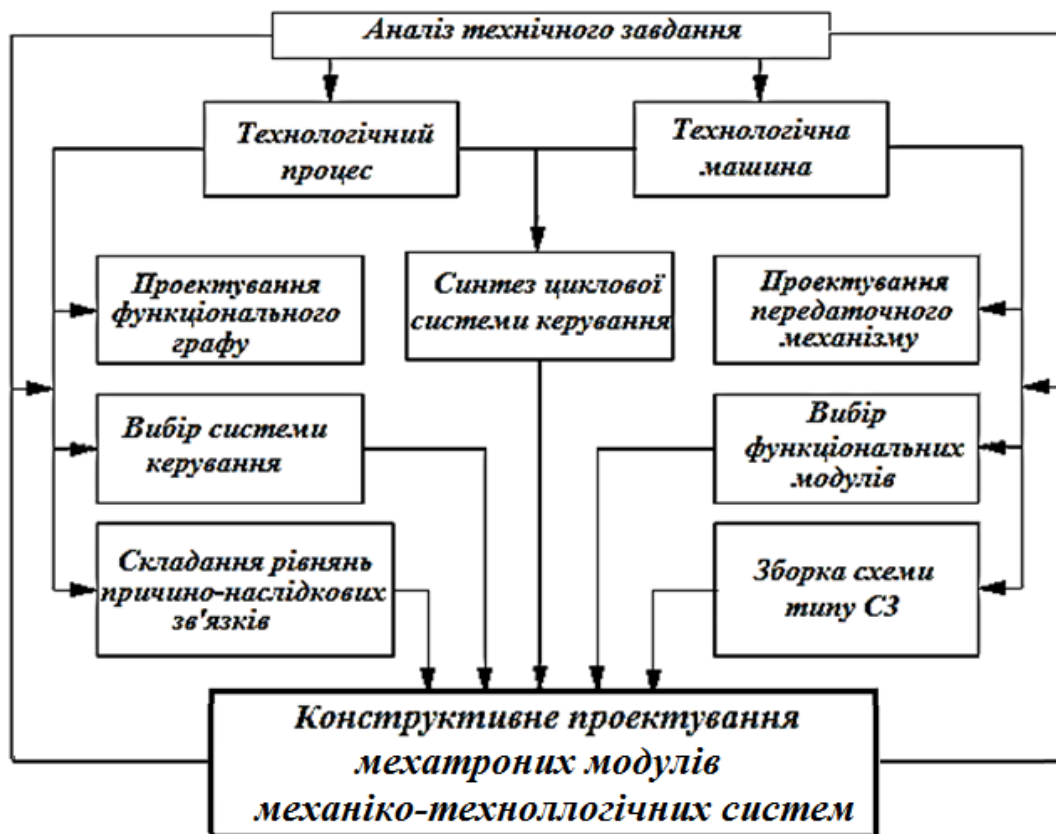 Аналіз технічного завдання
Технологічний
процес
Технологічна
машина
Проектування
функціонального
графу
Синтез циклової
системи керування
Проектування
передаточного
механізму
Вибір системи
керування
Вибір
функціональних
модулів
Складання рівнянь
причино-наслідкових
зв'язків
Зборка схеми
типу СЗ
Конструктивне проектування
мехатроних модулів
механіко-техноллогічних систем